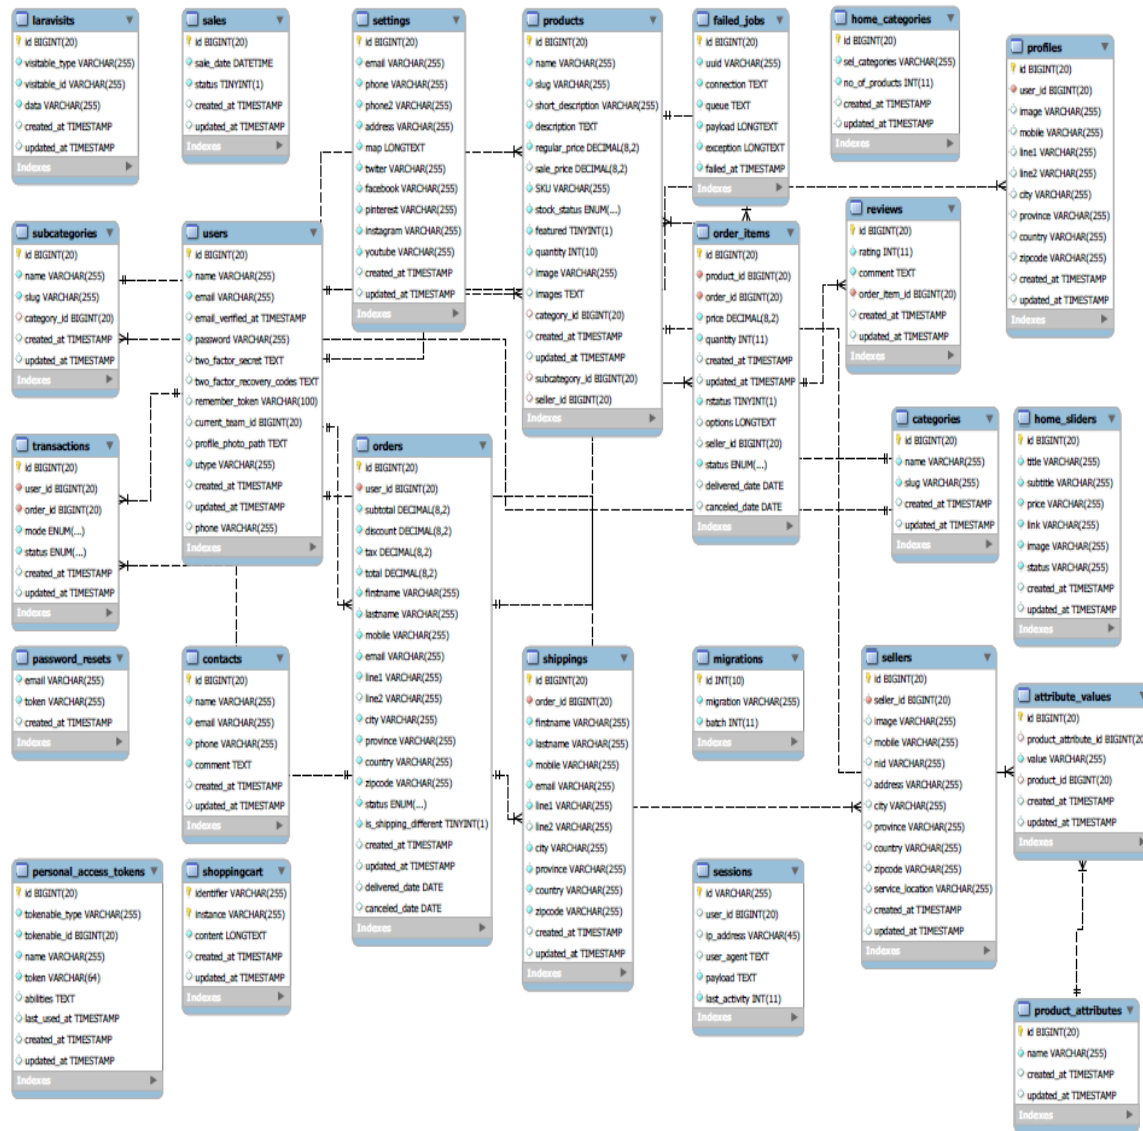 laravisits
id BIGINT(20)
visitable_type VARCHAR(255)
visitable_id VARCHAR(255)
data VARCHAR(255)
created_at TIMESTAMP
updated_at TIMESTAMP
Indexes
sales
id BIGINT(20)
sale_date DATETIME
status TINYINT(1)
created_at TIMESTAMP
updated_at TIMESTAMP
Indexes
settings
id BIGINT(20)
email VARCHAR(255)
phone VARCHAR(255)
phone2 VARCHAR(255)
address VARCHAR(255)
map LONGTEXT
twiter VARCHAR(255)
facebook VARCHAR(255)
pinterest VARCHAR(255)
instagram VARCHAR(255)
youtube VARCHAR(255)
created_at TIMESTAMP
updated_at TIMESTAMP
Indexes
products
id BIGINT(20)
name VARCHAR(255)
slug VARCHAR(255)
short_description VARCHAR(255)
description TEXT
regular_price DECIMAL(8,2)
sale_price DECIMAL(8,2)
SKU VARCHAR(255)
stock_status ENUM(...)
featured TINYINT(1)
quantity INT(10)
image VARCHAR(255)
images TEXT
category_id BIGINT(20)
created_at TIMESTAMP
updated_at TIMESTAMP
subcategory_id BIGINT(20)
seller_id BIGINT(20)
Indexes
failed_jobs
id BIGINT(20)
uuid VARCHAR(255)
connection TEXT
queue TEXT
payload LONGTEXT
exception LONGTEXT
failed_at TIMESTAMP
Indexes
home_categories
id BIGINT(20)
sel_categories VARCHAR(255)
no_of_products INT(11)
created_at TIMESTAMP
updated_at TIMESTAMP
Indexes
profiles
id BIGINT(20)
user_id BIGINT(20)
image VARCHAR(255)
mobile VARCHAR(255)
line1 VARCHAR(255)
line2 VARCHAR(255)
city VARCHAR(255)
province VARCHAR(255)
country VARCHAR(255)
zipcode VARCHAR(255)
created_at TIMESTAMP
updated_at TIMESTAMP
Indexes
subcategories
id BIGINT(20)
name VARCHAR(255)
slug VARCHAR(255)
category_id BIGINT(20)
created_at TIMESTAMP
updated_at TIMESTAMP
Indexes
users
id BIGINT(20)
name VARCHAR(255)
email VARCHAR(255)
email_verified_at TIMESTAMP
password VARCHAR(255)
two_factor_secret TEXT
two_factor_recovery_codes TEXT
remember_token VARCHAR(100)
current_team_id BIGINT(20)
profile_photo_path TEXT
utype VARCHAR(255)
created_at TIMESTAMP
updated_at TIMESTAMP
phone VARCHAR(255)
Indexes
order_items
id BIGINT(20)
product_id BIGINT(20)
order_id BIGINT(20)
price DECIMAL(8,2)
quantity INT(11)
created_at TIMESTAMP
updated_at TIMESTAMP
rstatus TINYINT(1)
options LONGTEXT
seller_id BIGINT(20)
status ENUM(...)
delivered_date DATE
canceled_date DATE
Indexes
reviews
id BIGINT(20)
rating INT(11)
comment TEXT
order_item_id BIGINT(20)
created_at TIMESTAMP
updated_at TIMESTAMP
Indexes
transactions
id BIGINT(20)
user_id BIGINT(20)
order_id BIGINT(20)
mode ENUM(...)
status ENUM(...)
created_at TIMESTAMP
updated_at TIMESTAMP
Indexes
orders
id BIGINT(20)
user_id BIGINT(20)
subtotal DECIMAL(8,2)
discount DECIMAL(8,2)
tax DECIMAL(8,2)
total DECIMAL(8,2)
firstname VARCHAR(255)
lastname VARCHAR(255)
mobile VARCHAR(255)
email VARCHAR(255)
line1 VARCHAR(255)
line2 VARCHAR(255)
city VARCHAR(255)
province VARCHAR(255)
country VARCHAR(255)
zipcode VARCHAR(255)
status ENUM(...)
is_shipping_different TINYINT(1)
created_at TIMESTAMP
updated_at TIMESTAMP
delivered_date DATE
canceled_date DATE
Indexes
categories
id BIGINT(20)
name VARCHAR(255)
slug VARCHAR(255)
created_at TIMESTAMP
updated_at TIMESTAMP
Indexes
home_sliders
id BIGINT(20)
title VARCHAR(255)
subtitle VARCHAR(255)
price VARCHAR(255)
link VARCHAR(255)
image VARCHAR(255)
status VARCHAR(255)
created_at TIMESTAMP
updated_at TIMESTAMP
Indexes
password_resets
email VARCHAR(255)
token VARCHAR(255)
created_at TIMESTAMP
Indexes
contacts
id BIGINT(20)
name VARCHAR(255)
email VARCHAR(255)
phone VARCHAR(255)
comment TEXT
created_at TIMESTAMP
updated_at TIMESTAMP
Indexes
shippings
id BIGINT(20)
order_id BIGINT(20)
firstname VARCHAR(255)
lastname VARCHAR(255)
mobile VARCHAR(255)
email VARCHAR(255)
line1 VARCHAR(255)
line2 VARCHAR(255)
city VARCHAR(255)
province VARCHAR(255)
country VARCHAR(255)
zipcode VARCHAR(255)
created_at TIMESTAMP
updated_at TIMESTAMP
Indexes
migrations
id INT(10)
migration VARCHAR(255)
batch INT(11)
Indexes
sellers
id BIGINT(20)
seller_id BIGINT(20)
image VARCHAR(255)
mobile VARCHAR(255)
nid VARCHAR(255)
address VARCHAR(255)
city VARCHAR(255)
province VARCHAR(255)
country VARCHAR(255)
zipcode VARCHAR(255)
service_location VARCHAR(255)
created_at TIMESTAMP
updated_at TIMESTAMP
Indexes
attribute_values
id BIGINT(20)
product_attribute_id BIGINT(20
value VARCHAR(255)
product_id BIGINT(20)
created_at TIMESTAMP
updated_at TIMESTAMP
Indexes
personal_access_tokens
id BIGINT(20)
tokenable_type VARCHAR(255)
tokenable_id BIGINT(20)
name VARCHAR(255)
token VARCHAR(64)
abilities TEXT
last_used_at TIMESTAMP
created_at TIMESTAMP
updated_at TIMESTAMP
Indexes
shoppingcart
identifier VARCHAR(255)
instance VARCHAR(255)
content LONGTEXT
created_at TIMESTAMP
updated_at TIMESTAMP
Indexes
sessions
id VARCHAR(255)
user_id BIGINT(20)
ip_address VARCHAR(45)
user_agent TEXT
payload TEXT
last_activity INT(11)
Indexes
product_attributes
id BIGINT(20)
name VARCHAR(255)
created_at TIMESTAMP
updated_at TIMESTAMP
Indexes